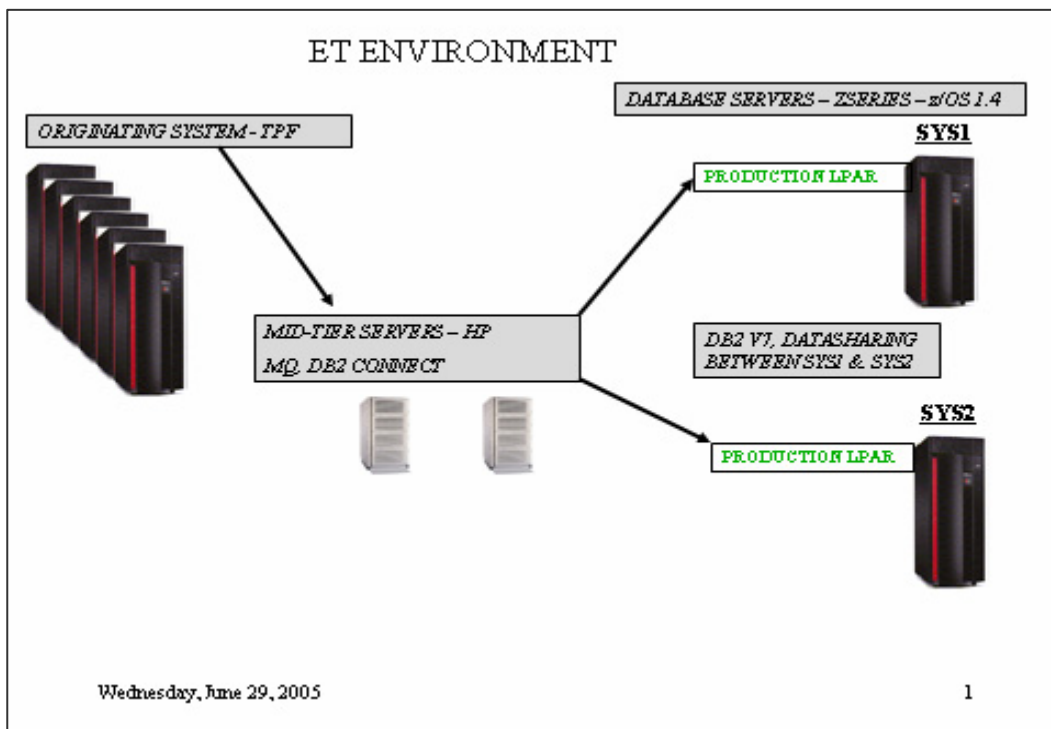 ET ENVIRONMENT
DATABASE SERVERS – ZSERIES – z/OS 1.4
ORIGINATING SYSTEM - TPF
SYS1
PRODUCTION LPAR
MID-TIER SERVERS – HP
MQ, DB2 CONNECT
DB2 V7, DATASHARING
BETWEEN SYS1 & SYS2
SYS2
PRODUCTION LPAR
Wednesday, June 29, 2005
1